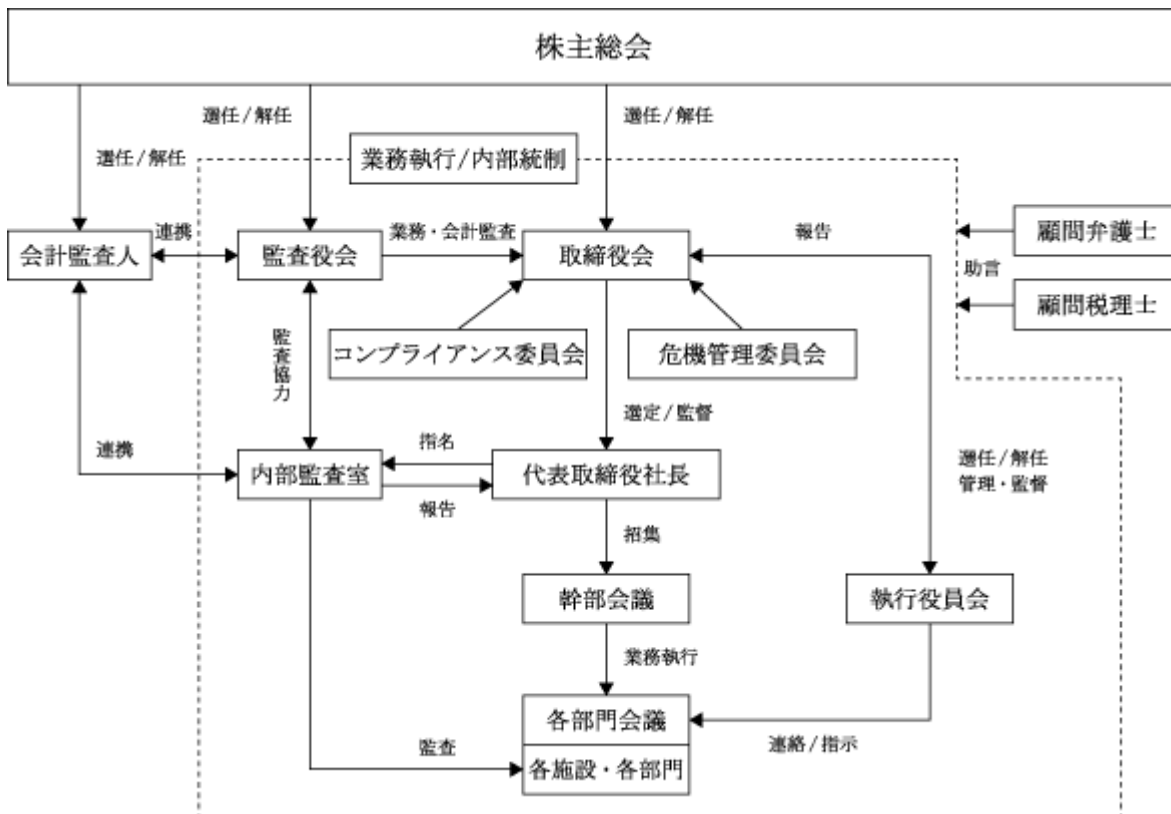 株主総会
選任/解任
選任/解任
選任/解任
業務執行/内部統制
会計監査人
連携
監査役会
業務・会計監査
取締役会
報告
顧問弁護士
助言
顧問税理士
コンプライアンス委員会
危機管理委員会
監査協力
選定/監督
連携
内部監査室
指名
報告
代表取締役社長
選任/解任
管理・監督
招集
幹部会議
執行役員会
業務執行
各部門会議
連絡/指示
監査
各施設・各部門